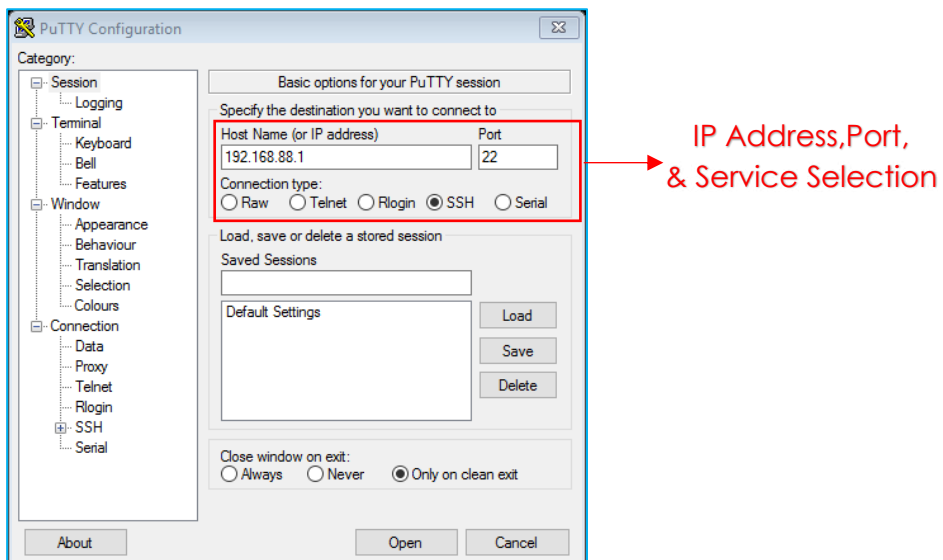 PuTTY Configuration
Category:
Session
Logging
Terminal
Keyboard
Bell
Features
Window
Appearance
Behaviour
Translation
Selection
Colours
Connection
Data
Proxy
Telnet
Rlogin
SSH
Serial
Basic options for your PuTTY session
Specify the destination you want to connect to
Host Name (or IP address) Port
192.168.88.1 22
Connection type:
Raw Telnet Rlogin SSH Serial
Load, save or delete a stored session
Saved Sessions
Default Settings
Load
Save
Delete
Close window on exit:
Always Never Only on clean exit
About Open Cancel
IP Address,Port,
& Service Selection